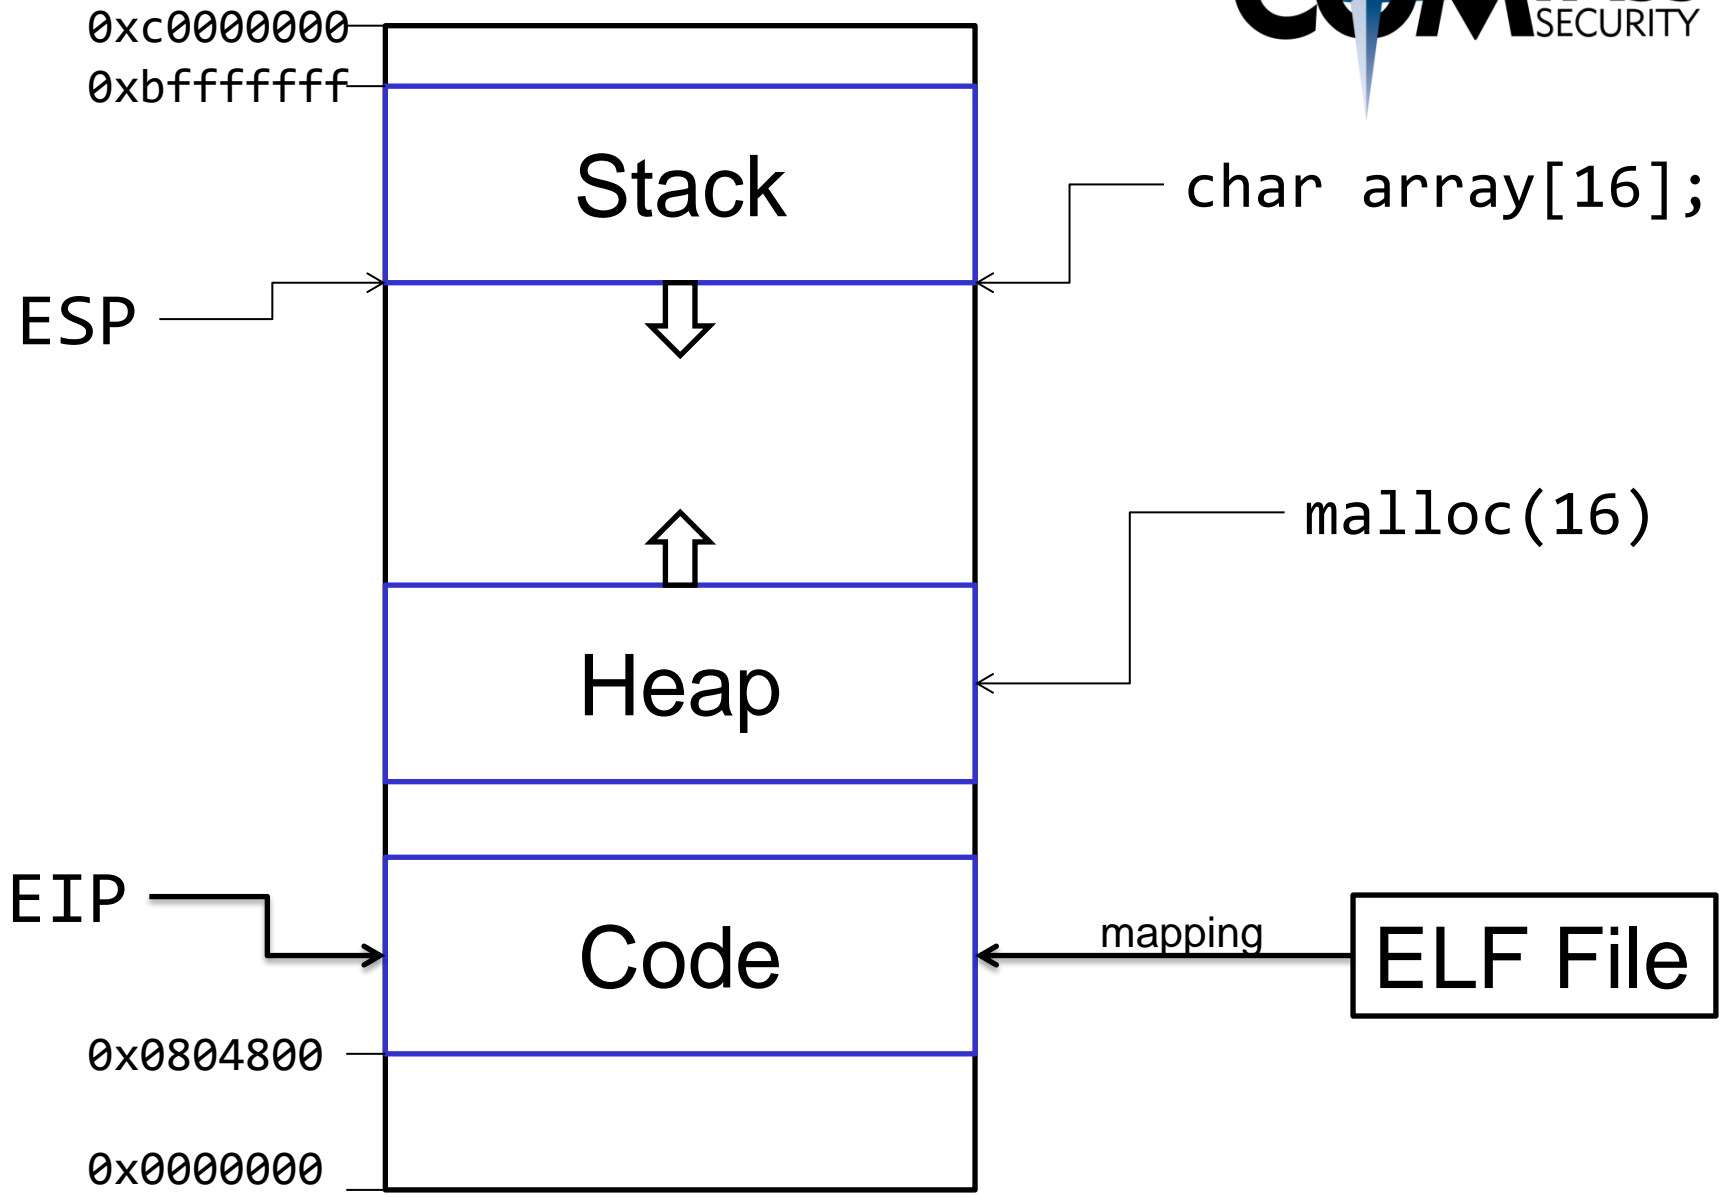 0xc0000000
SECURITY
0xbfffffff
Stack
char array[16];
ESP
malloc(16)
Heap
EIP
Code
mapping
ELF File
0x0804800
0x0000000